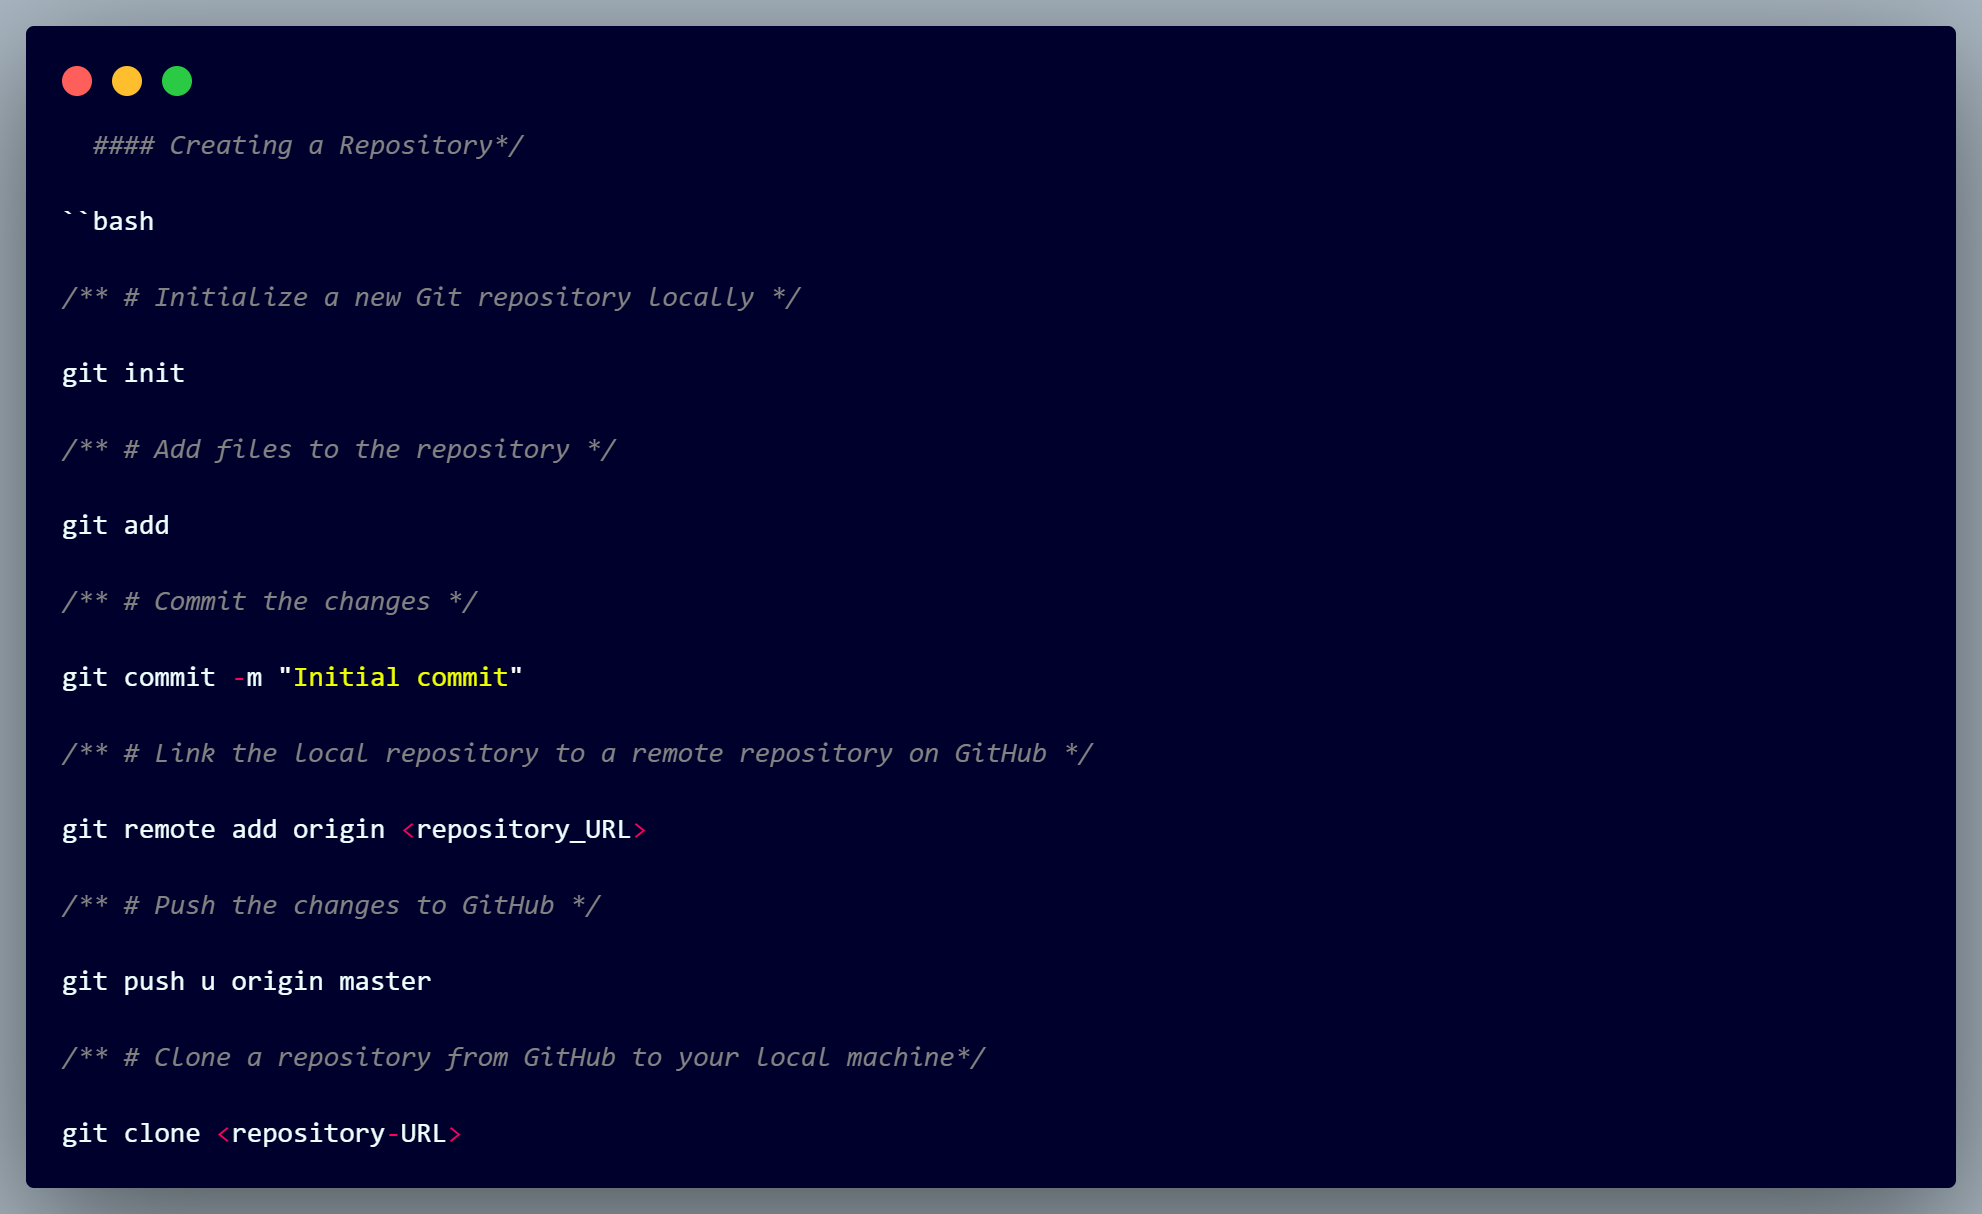 #### Creating a Repository*/
``bash
/** # Initialize a new Git repository locally */
git init
/** # Add files to the repository */
git add
/** # Commit the changes */
git commit -m "Initial commit"
/** # Link the local repository to a remote repository on GitHub */
git remote add origin <repository_URL>
/** # Push the changes to GitHub */
git push u origin master
/** # Clone a repository from GitHub to your local machine*/
git clone <repository-URL>